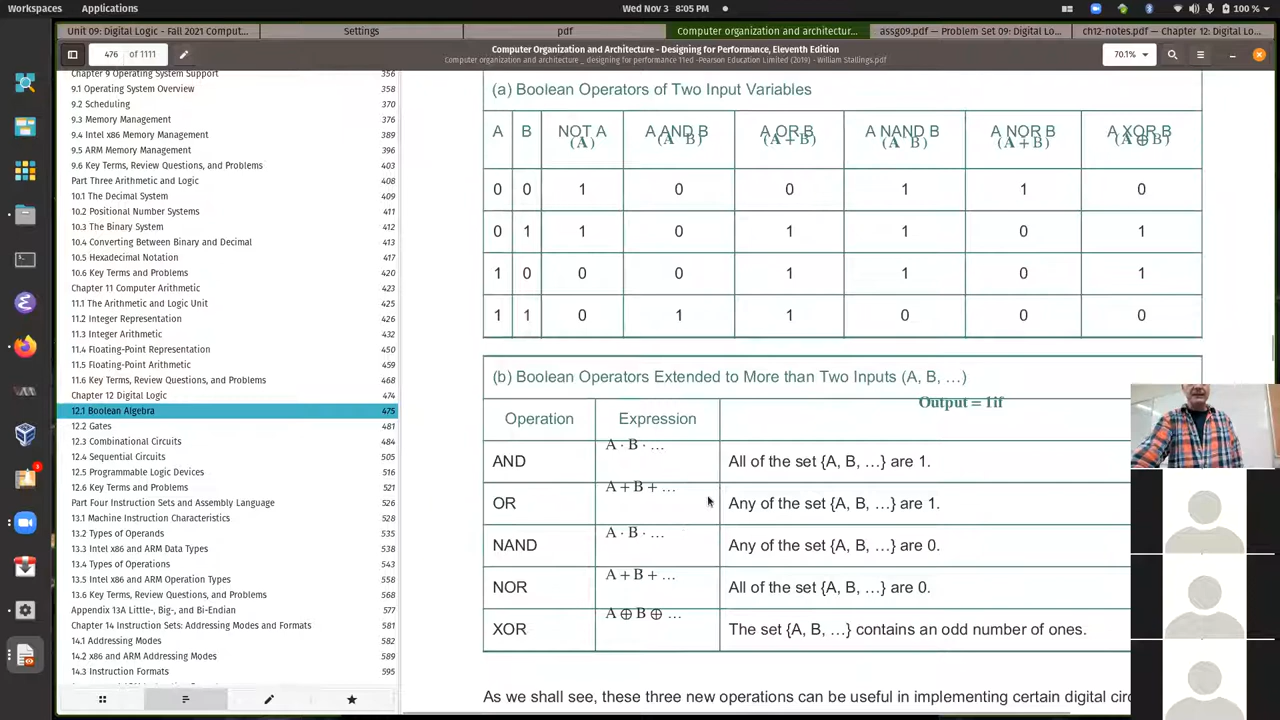 Workspaces Applications Wed Nov 3 8:05 PM 100 %
Unit 09: Digital Logic - Fall 2021 Comput... Settings pdf Computer organization and architectur... assg09.pdf — Problem Set 09: Digital Lo... ch12-notes.pdf — Chapter 12: Digital Lo...
476 of 1111 Computer Organization and Architecture - Designing for Performance, Eleventh Edition 70.1%
Computer organization and architecture _ designing for performance 11ed -Pearson Education Limited (2019) - William Stallings.pdf
Chapter 9 Operating System Support 356
9.1 Operating System Overview 358
9.2 Scheduling 370
9.3 Memory Management 376
9.4 Intel x86 Memory Management 389
9.5 ARM Memory Management 396
9.6 Key Terms, Review Questions, and Problems 403
Part Three Arithmetic and Logic 408
10.1 The Decimal System 409
10.2 Positional Number Systems 411
10.3 The Binary System 412
10.4 Converting Between Binary and Decimal 413
10.5 Hexadecimal Notation 417
10.6 Key Terms and Problems 420
Chapter 11 Computer Arithmetic 423
11.1 The Arithmetic and Logic Unit 425
11.2 Integer Representation 426
11.3 Integer Arithmetic 432
11.4 Floating-Point Representation 450
11.5 Floating-Point Arithmetic 459
11.6 Key Terms, Review Questions, and Problems 468
Chapter 12 Digital Logic 474
12.1 Boolean Algebra 475
12.2 Gates 481
12.3 Combinational Circuits 484
12.4 Sequential Circuits 505
12.5 Programmable Logic Devices 516
12.6 Key Terms and Problems 521
Part Four Instruction Sets and Assembly Language 526
13.1 Machine Instruction Characteristics 528
13.2 Types of Operands 535
13.3 Intel x86 and ARM Data Types 538
13.4 Types of Operations 543
13.5 Intel x86 and ARM Operation Types 558
13.6 Key Terms, Review Questions, and Problems 568
Appendix 13A Little-, Big-, and Bi-Endian 577
Chapter 14 Instruction Sets: Addressing Modes and Formats 581
14.1 Addressing Modes 582
14.2 x86 and ARM Addressing Modes 589
14.3 Instruction Formats 595
(a) Boolean Operators of Two Input Variables
A B NOT A A AND B A OR B A NAND B A NOR B A XOR B
(A) (A B) (A + B) (A B) (A + B) (A ⊕ B)
0 0 1 0 0 1 1 0
0 1 1 0 1 1 0 1
1 0 0 0 1 1 0 1
1 1 0 1 1 0 0 0
(b) Boolean Operators Extended to More than Two Inputs (A, B, …)
Operation Expression Output = 1if
AND A · B · … All of the set {A, B, …} are 1.
OR A + B + … Any of the set {A, B, …} are 1.
NAND A · B · … Any of the set {A, B, …} are 0.
NOR A + B + … All of the set {A, B, …} are 0.
XOR A ⊕ B ⊕ … The set {A, B, …} contains an odd number of ones.
As we shall see, these three new operations can be useful in implementing certain digital circ